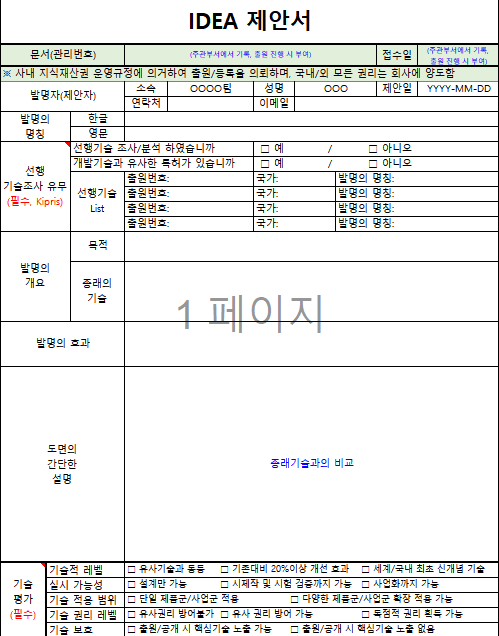 IDEA 제안서
문서(관리번호) (주관부서에서 기록, 출원 진행 시 부여) 접수일 (주관부서에서 기록, 출원 진행 시 부여)
※ 사내 지식재산권 운영규정에 의거하여 출원/등록을 의뢰하며, 국내/외 모든 권리는 회사에 양도함
발명자(제안자) 소속 OOOO팀 성명 OOO 제안일 YYYY-MM-DD
연락처 이메일
발명의 명칭 한글
영문
선행 기술조사 유무 (필수, Kipris) 선행기술 조사/분석 하였습니까 □ 예 / □ 아니오
개발기술과 유사한 특허가 있습니까 □ 예 / □ 아니오
선행기술 List 출원번호: 국가: 발명의 명칭:
출원번호: 국가: 발명의 명칭:
출원번호: 국가: 발명의 명칭:
출원번호: 국가: 발명의 명칭:
발명의 개요 목적
종래의 기술
1 페이지
발명의 효과
도면의 간단한 설명 종래기술과의 비교
기술 평가 (필수) 기술적 레벨 □ 유사기술과 동등 □ 기존대비 20%이상 개선 효과 □ 세계/국내 최초 신개념 기술
실시 가능성 □ 설계만 가능 □ 시제작 및 시험 검증까지 가능 □ 사업화까지 가능
기술 적용 범위 □ 단일 제품군/사업군 적용 □ 다양한 제품군/사업군 확장 적용 가능
기술 권리 레벨 □ 유사권리 방어불가 □ 유사 권리 방어 가능 □ 독점적 권리 획득 가능
기술 보호 □ 출원/공개 시 핵심기술 노출 가능 □ 출원/공개 시 핵심기술 노출 없음